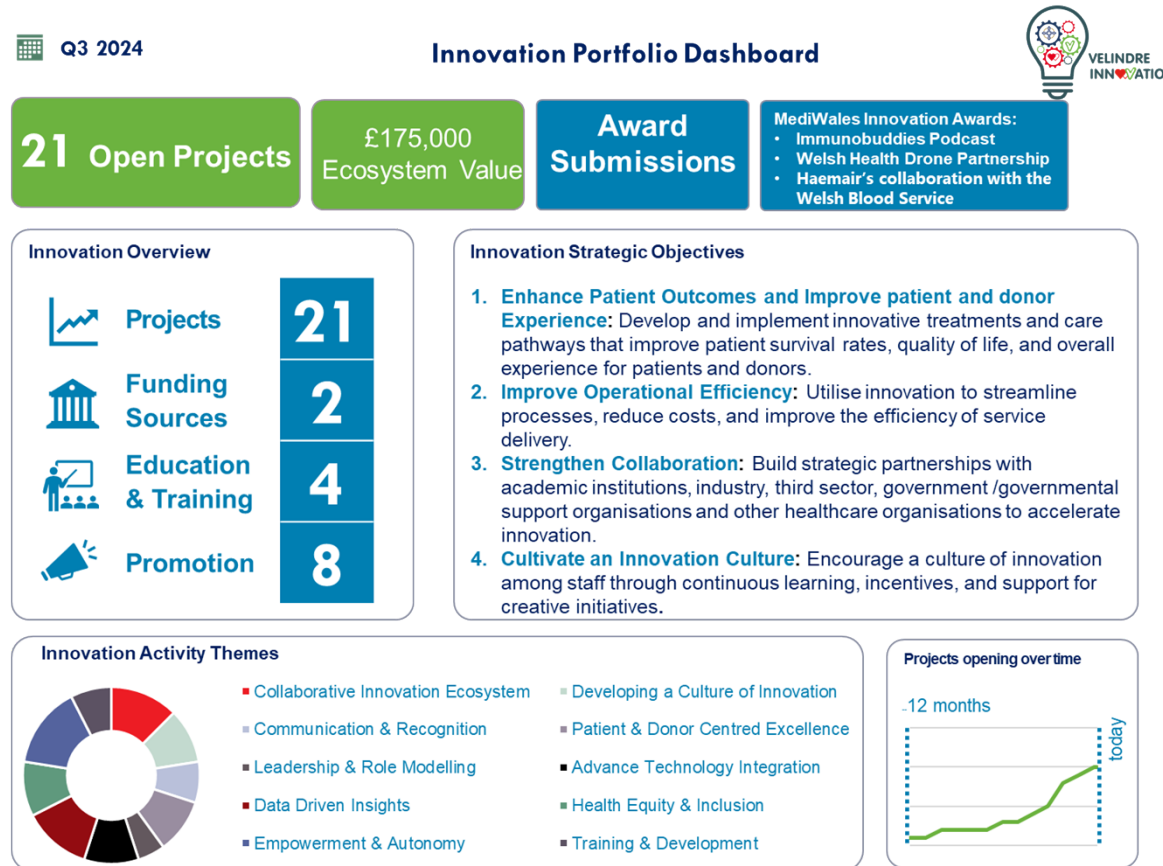 Q3 2024
Innovation Portfolio Dashboard
VELINDRE
21 Open Projects
£175,000
Ecosystem Value
Award
Submissions
MediWales Innovation Awards:
• Immunobuddies Podcast
• Welsh Health Drone Partnership
• Haemair's collaboration with the
Welsh Blood Service
Innovation Overview
Projects 21
Funding
Sources 2
Education
& Training 4
Promotion 8
Innovation Strategic Objectives
1. Enhance Patient Outcomes and Improve patient and donor
Experience: Develop and implement innovative treatments and care
pathways that improve patient survival rates, quality of life, and overall
experience for patients and donors.
2. Improve Operational Efficiency: Utilise innovation to streamline
processes, reduce costs, and improve the efficiency of service
delivery.
3. Strengthen Collaboration: Build strategic partnerships with
academic institutions, industry, third sector, government /governmental
support organisations and other healthcare organisations to accelerate
innovation.
4. Cultivate an Innovation Culture: Encourage a culture of innovation
among staff through continuous learning, incentives, and support for
creative initiatives.
Innovation Activity Themes
Collaborative Innovation Ecosystem
Developing a Culture of Innovation
Communication & Recognition
Patient & Donor Centred Excellence
Leadership & Role Modelling
Advance Technology Integration
Data Driven Insights
Health Equity & Inclusion
Empowerment & Autonomy
Training & Development
Projects opening over time
-12 months
today